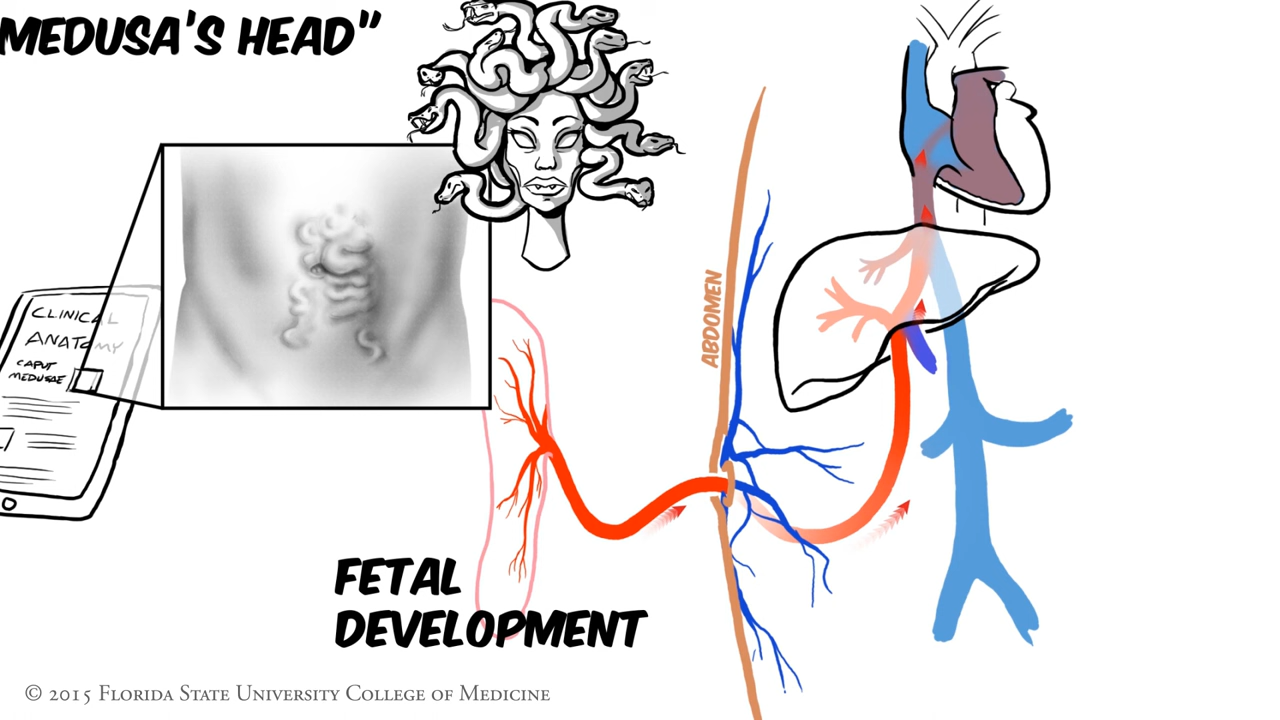 MEDUSA'S HEAD"
CLINICAL
ANATOMY
CAPUT
MEDUSAE
ABDOMEN
FETAL
DEVELOPMENT
© 2015 FLORIDA STATE UNIVERSITY COLLEGE OF MEDICINE